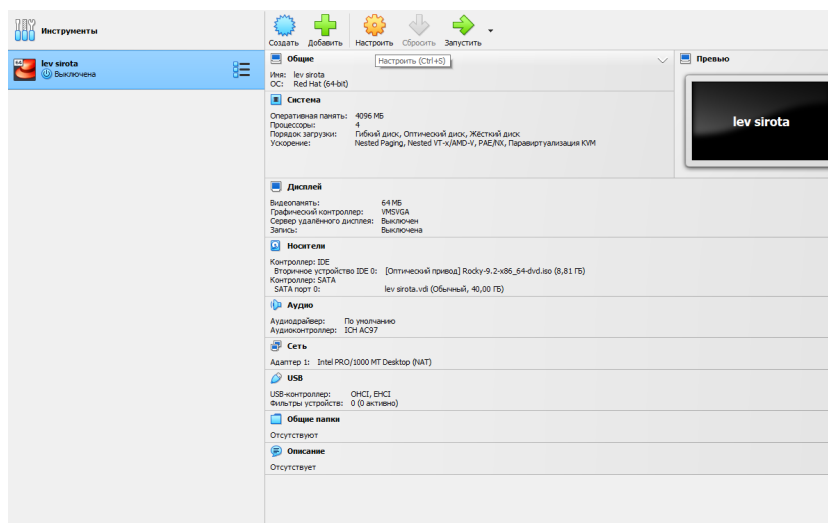 Инструменты
Создать Добавить Настроить Сбросить Запустить
64 lev sirota
Выключена
Общие
Настроить (Ctrl+S)
Имя: lev sirota
ОС: Red Hat (64-bit)
Превью
lev sirota
Система
Оперативная память: 4096 МБ
Процессоры: 4
Порядок загрузки: Гибкий диск, Оптический диск, Жёсткий диск
Ускорение: Nested Paging, Nested VT-x/AMD-V, PAE/NX, Паравиртуализация KVM
Дисплей
Видеопамять: 64 МБ
Графический контроллер: VMSVGA
Сервер удалённого дисплея: Выключен
Запись: Выключена
Носители
Контроллер: IDE
Вторичное устройство IDE 0: [Оптический привод] Rocky-9.2-x86_64-dvd.iso (8,81 ГБ)
Контроллер: SATA
SATA порт 0: lev sirota.vdi (Обычный, 40,00 ГБ)
Аудио
Аудиодрайвер: По умолчанию
Аудиоконтроллер: ICH AC97
Сеть
Адаптер 1: Intel PRO/1000 MT Desktop (NAT)
USB
USB-контроллер: OHCI, EHCI
Фильтры устройств: 0 (0 активно)
Общие папки
Отсутствуют
Описание
Отсутствует